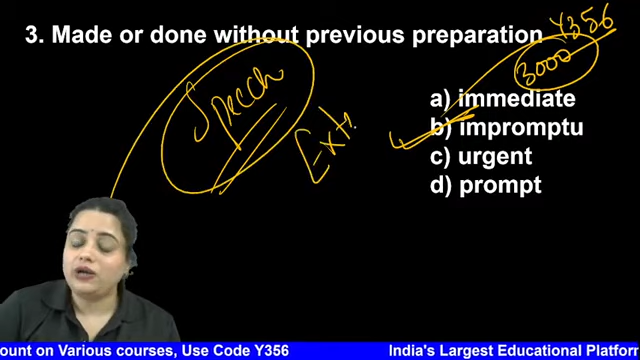 3. Made or done without previous preparation
Y356
3000
a) immediate
b) impromptu
c) urgent
d) prompt
Speech
Ext
ount on Various courses, Use Code Y356
India's Largest Educational Platforr